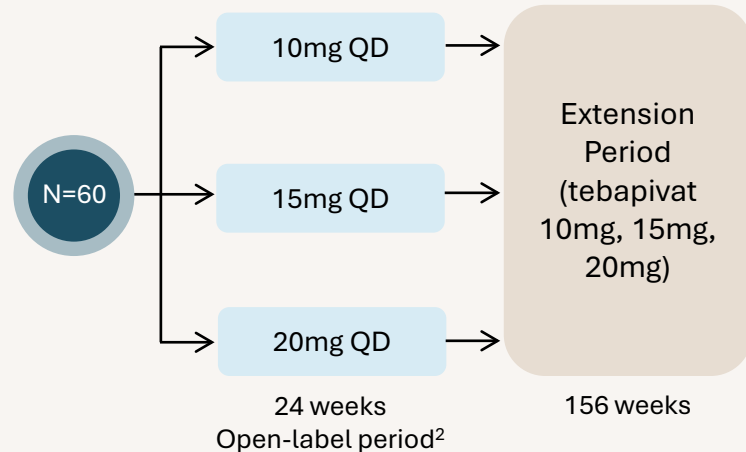 10mg QD
N=60
15mg QD
20mg QD
Extension
Period
(tebapivat
10mg, 15mg,
20mg)
24 weeks
Open-label period²
156 weeks